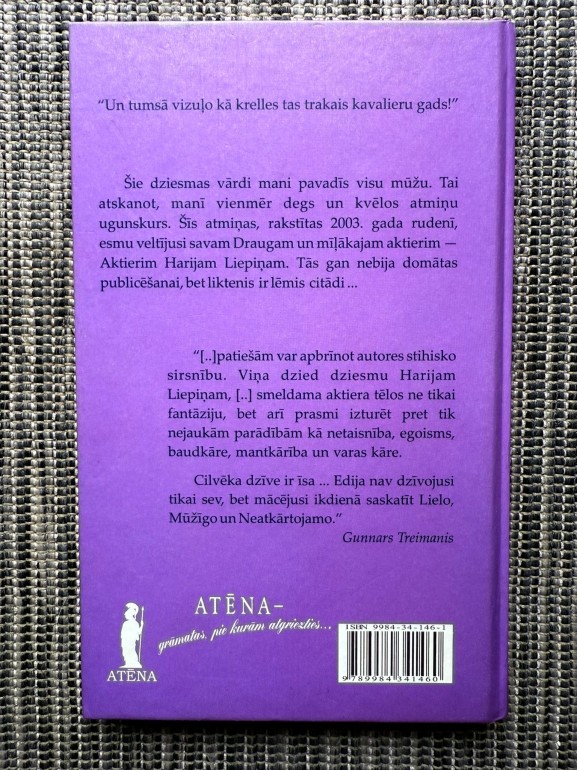 “Un tumsā vizuļo kā krelles tas trakais kavalieru gads!”
Šie dziesmas vārdi mani pavadīs visu mūžu. Tai
atskanot, manī vienmēr degs un kvēlos atmiņu
ugunskurs. Šīs atmiņas, rakstītas 2003. gada rudenī,
esmu veltījusi savam Draugam un mīļākajam aktierim —
Aktierim Harijam Liepiņam. Tās gan nebija domātas
publicēšanai, bet liktenis ir lēmis citādi ...
“[..]patiešām var apbrīnot autores stihisko
sirsnību. Viņa dzied dziesmu Harijam
Liepiņam, [..] smeldama aktiera tēlos ne tikai
fantāziju, bet arī prasmi izturēt pret tik
nejaukām parādībām kā netaisnība, egoisms,
baudkāre, mantkārība un varas kāre.
Cilvēka dzīve ir īsa ... Edija nav dzīvojusi
tikai sev, bet mācējusi ikdienā saskatīt Lielo,
Mūžīgo un Neatkārtojamo.”
Gunnars Treimanis
ATĒNA–
grāmatas, pie kurām atgriezties...
ATĒNA
ISBN 9984-34-146-1
9 789984 341460